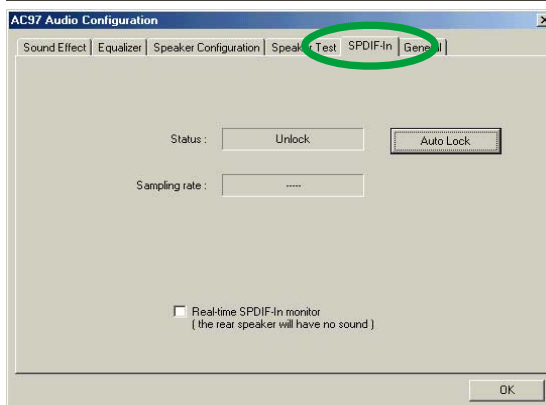 AC97 Audio Configuration
Sound Effect Equalizer Speaker Configuration Speaker Test SPDIF-In General
Status : Unlock Auto Lock
Sampling rate : -----
Real-time SPDIF-In monitor
( the rear speaker will have no sound )
OK